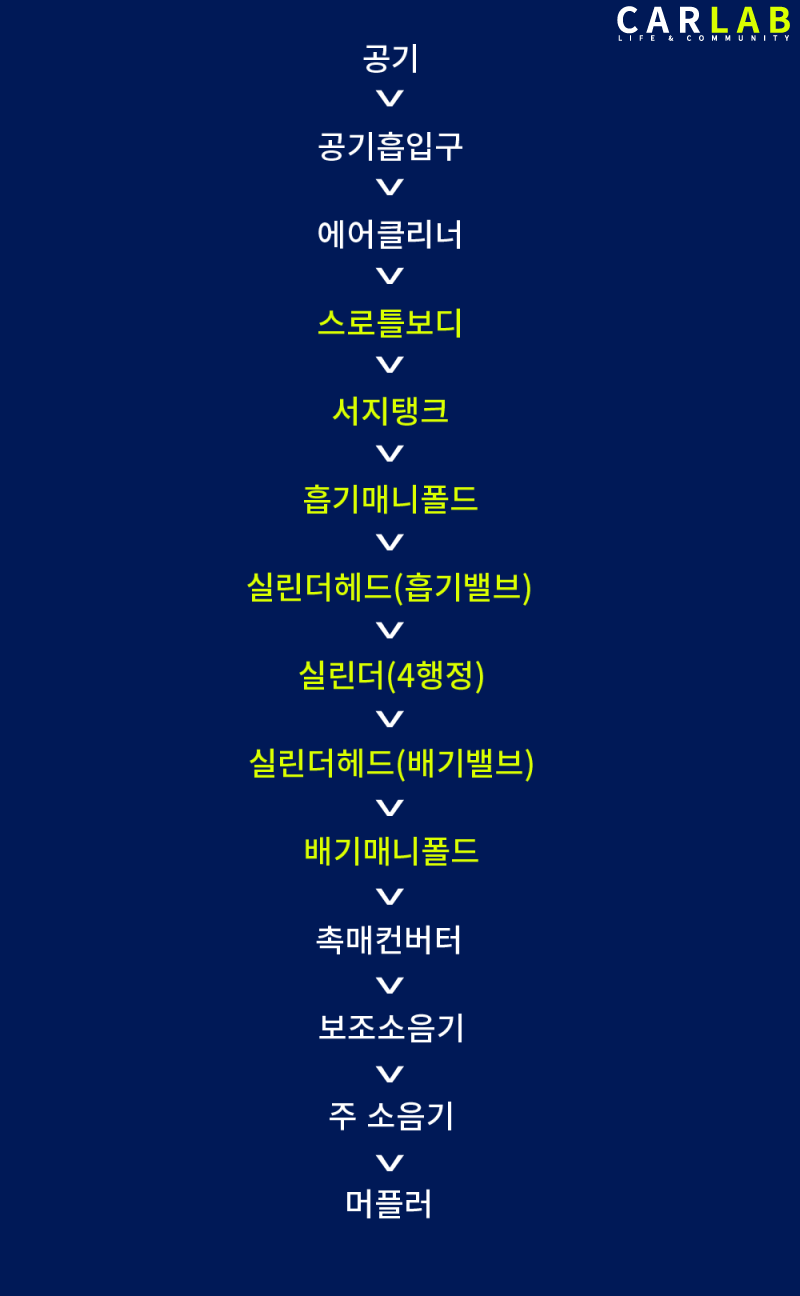 CARLAB
LIFE & COMMUNITY
공기
공기흡입구
에어클리너
스로틀보디
서지탱크
흡기매니폴드
실린더헤드(흡기밸브)
실린더(4행정)
실린더헤드(배기밸브)
배기매니폴드
촉매컨버터
보조소음기
주 소음기
머플러